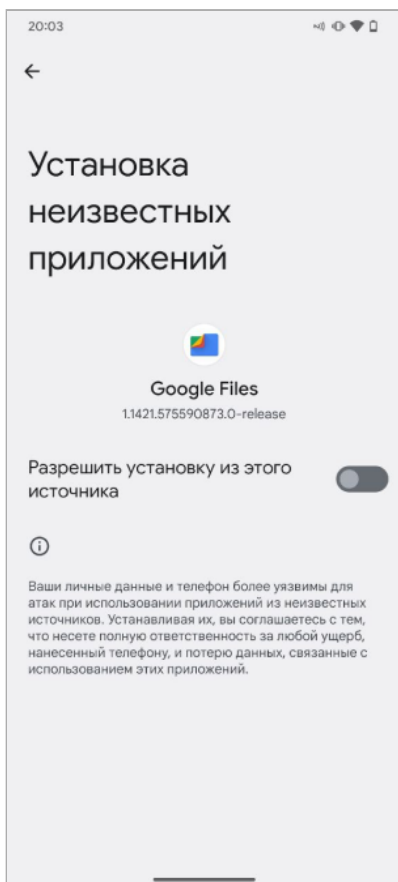 20:03
Установка
неизвестных
приложений
Google Files
1.1421.575590873.0-release
Разрешить установку из этого
источника
Ваши личные данные и телефон более уязвимы для
атак при использовании приложений из неизвестных
источников. Устанавливая их, вы соглашаетесь с тем,
что несете полную ответственность за любой ущерб,
нанесенный телефону, и потерю данных, связанные с
использованием этих приложений.